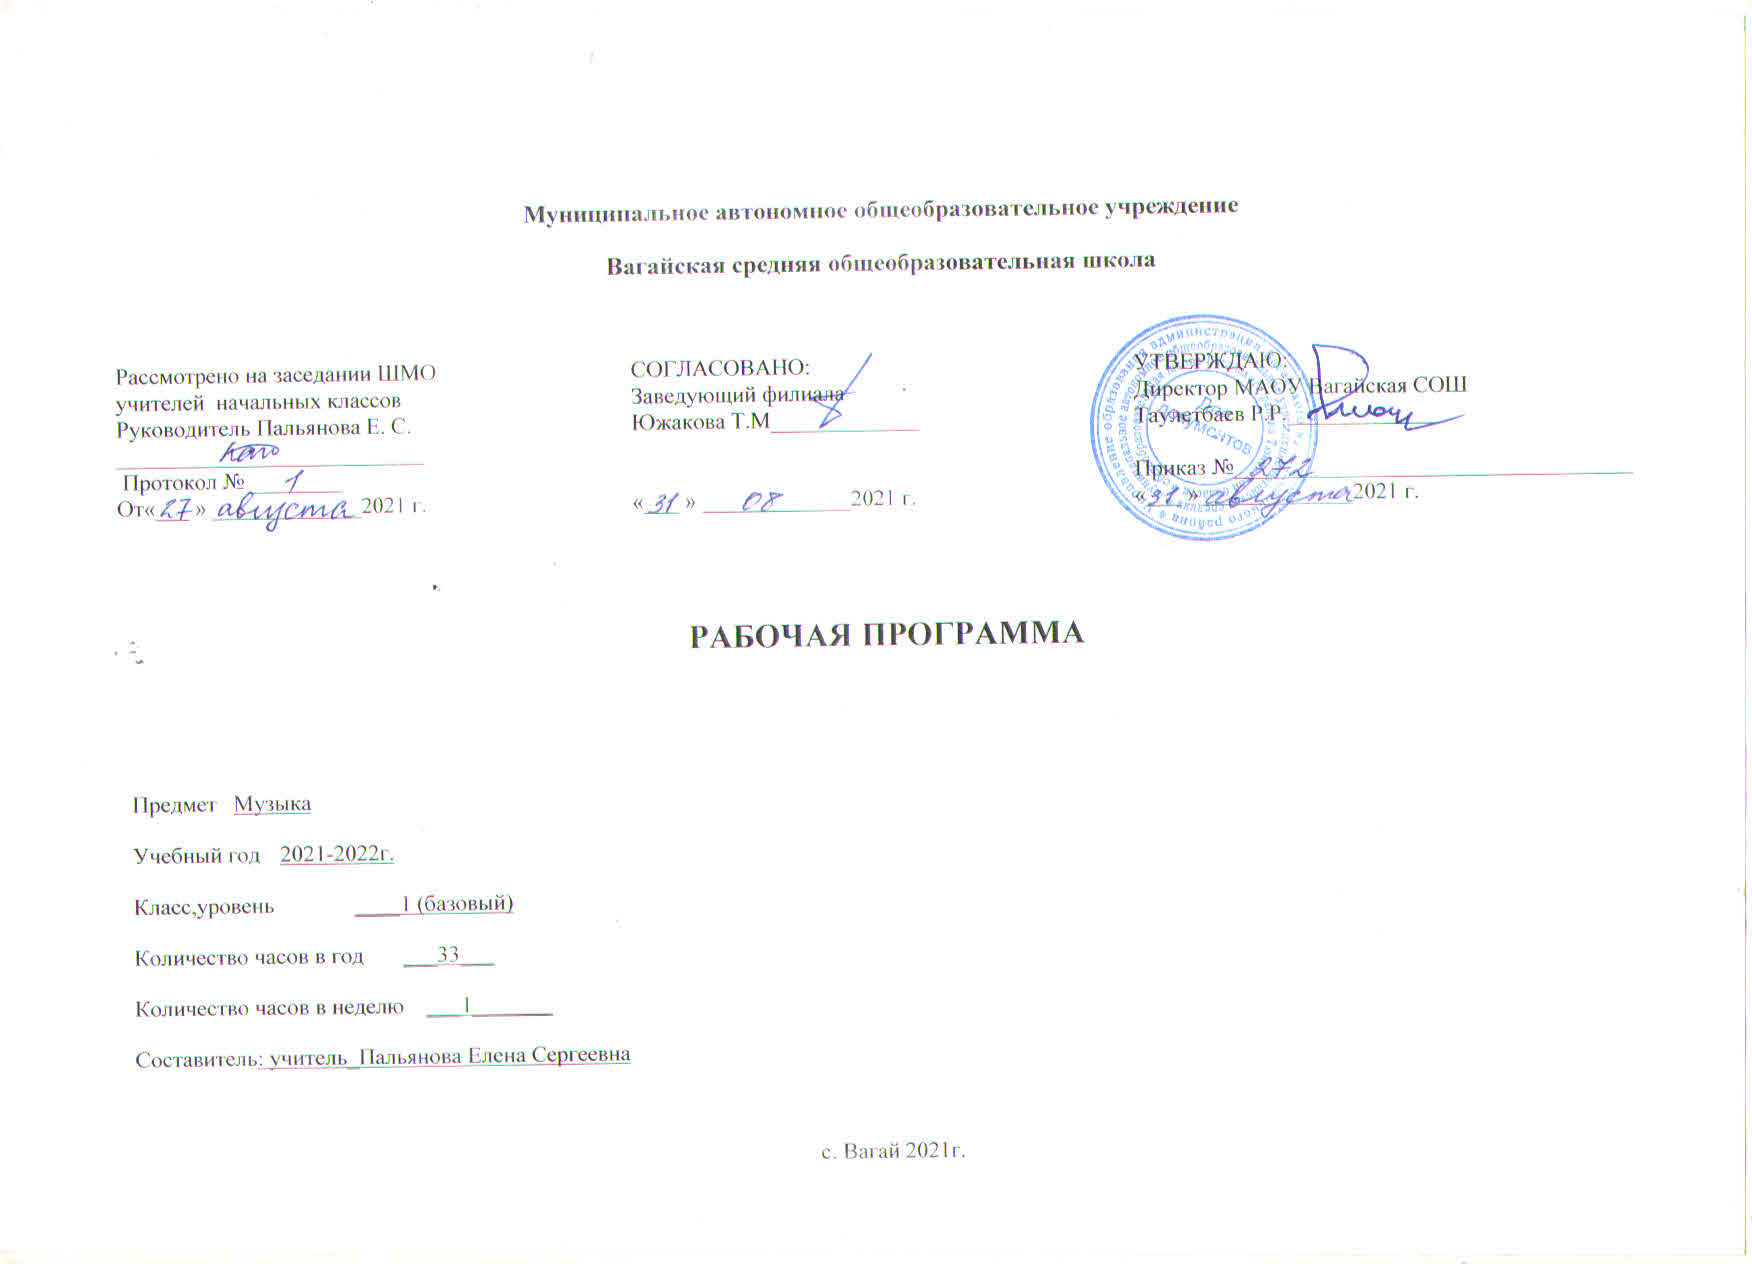 Муниципальное автономное общеобразовательное учреждение
Вагайская средняя общеобразовательная школа
Рассмотрено на заседании ШМО
учителей начальных классов
Руководитель Пальянова Е. С.
Протокол № 1
От«27» августа 2021 г.
СОГЛАСОВАНО:
Заведующий филиала
Южакова Т.М
«31» 08 2021 г.
УТВЕРЖДАЮ:
Директор МАОУ Вагайская СОШ
Таулетбаев Р.Р.
Приказ № 272
«31» августа 2021 г.
Для документов
РАБОЧАЯ ПРОГРАММА
Предмет Музыка
Учебный год 2021-2022г.
Класс,уровень 1 (базовый)
Количество часов в год 33
Количество часов в неделю 1
Составитель: учитель Пальянова Елена Сергеевна
с. Вагай 2021г.